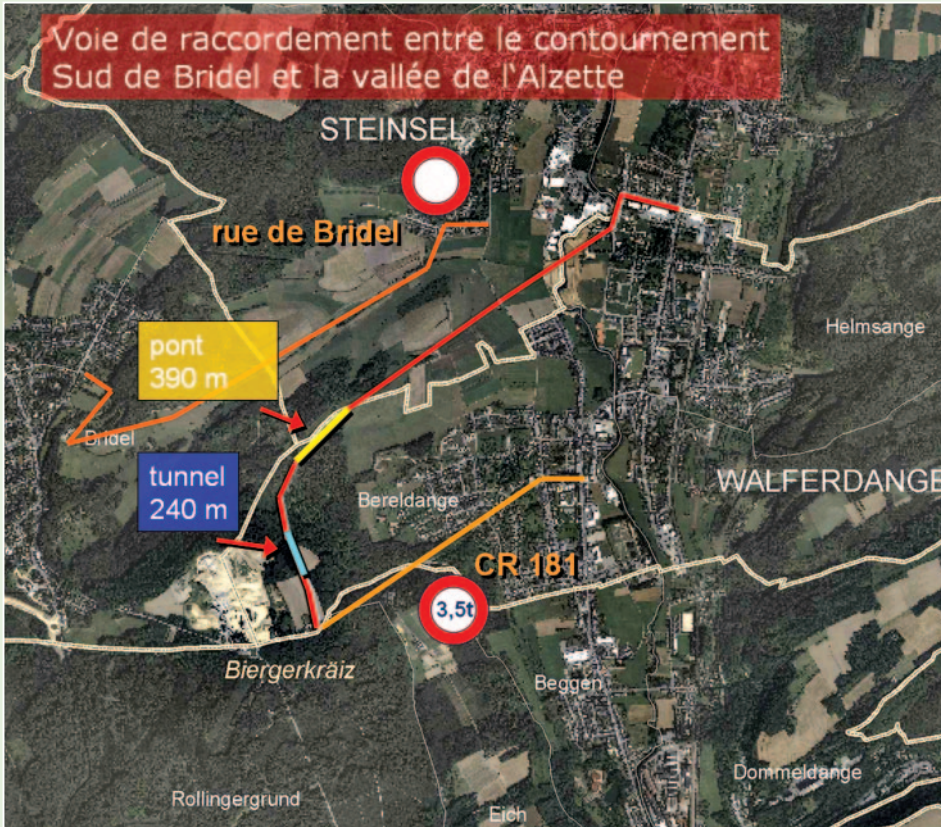 Voie de raccordement entre le contournement
Sud de Bridel et la vallée de l'Alzette
STEINSEL
rue de Bridel
Helmsange
pont
390 m
Bridel
tunnel
240 m
Bereldange
WALFERDANGE
CR 181
3,5t
Biergerkräiz
Beggen
Dommeldange
Rollingergrund
Eich